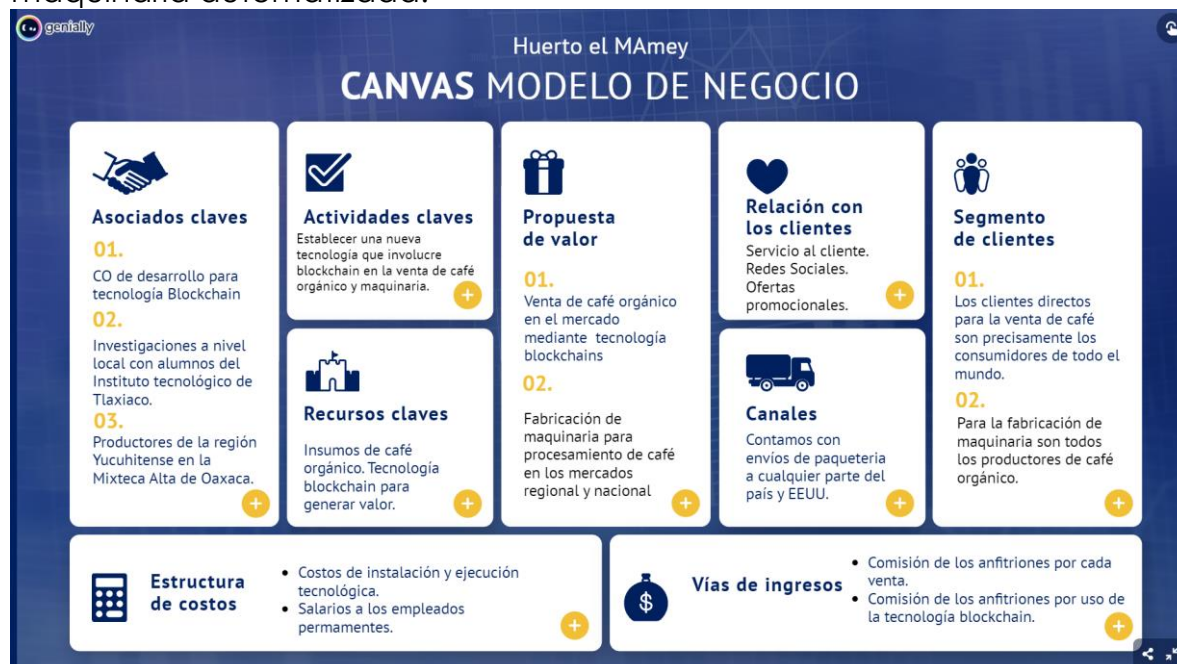 maquinaria automatizada.
genially
Huerto el MAmey
CANVAS MODELO DE NEGOCIO
Asociados claves
01.
CO de desarrollo para
tecnología Blockchain
02.
Investigaciones a nivel
local con alumnos del
Instituto tecnológico de
Tlaxiaco.
03.
Productores de la región
Yucuhitense en la
Mixteca Alta de Oaxaca.
Actividades claves
Establecer una nueva
tecnología que involucre
blockchain en la venta de café
orgánico y maquinaria.
Recursos claves
Insumos de café
orgánico. Tecnología
blockchain para
generar valor.
Propuesta
de valor
01.
Venta de café orgánico
en el mercado
mediante tecnología
blockchains
02.
Fabricación de
maquinaria para
procesamiento de café
en los mercados
regional y nacional
Relación con
los clientes
Servicio al cliente.
Redes Sociales.
Ofertas
promocionales.
Canales
Contamos con
envíos de paqueteria
a cualquier parte del
país y EEUU.
Segmento
de clientes
01.
Los clientes directos
para la venta de café
son precisamente los
consumidores de todo el
mundo.
02.
Para la fabricación de
maquinaria son todos
los productores de café
orgánico.
Estructura
de costos
• Costos de instalación y ejecución
tecnológica.
• Salarios a los empleados
permamentes.
Vías de ingresos
• Comisión de los anfitriones por cada
venta.
• Comisión de los anfitriones por uso de
la tecnología blockchain.